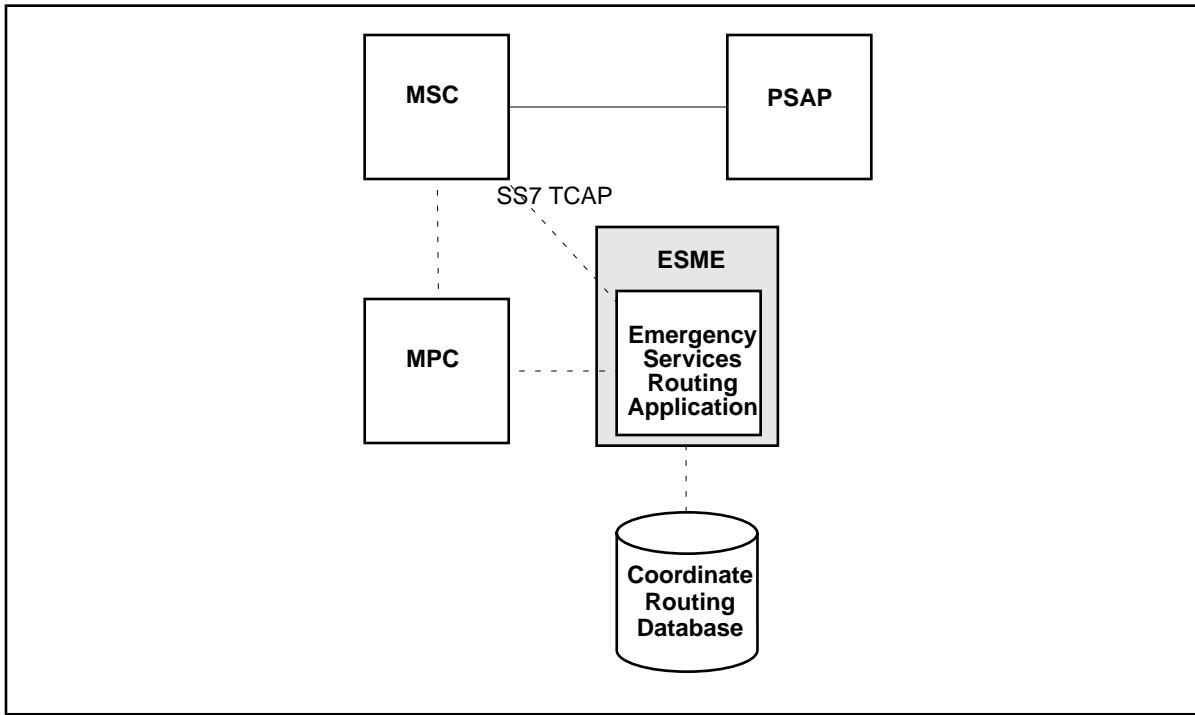 MSC
PSAP
SS7 TCAP
ESME
MPC
Emergency
Services
Routing
Application
Coordinate
Routing
Database